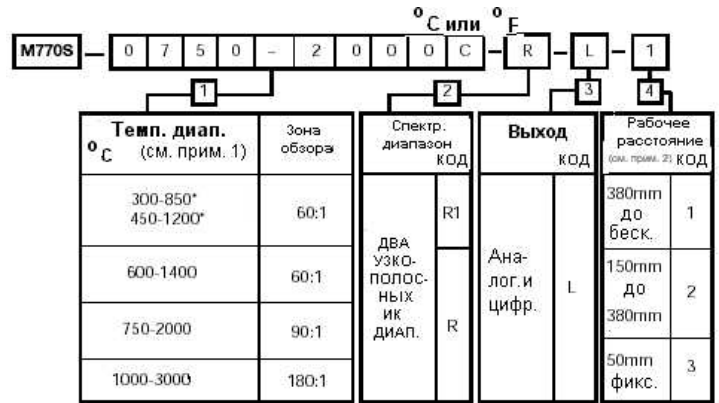 °C или °F
M770S — 0 7 5 0 – 2 0 0 0 C – R – L – 1
1 2 3 4
Темп. диап.
°C (см. прим. 1)
Зона
обзора
300-850*
450-1200*
60:1
600-1400
60:1
750-2000
90:1
1000-3000
180:1
Спектр.
диапазон
КОД
ДВА
УЗКО-
ПОЛОС-
НЫХ
ИК
ДИАП.
R1
R
Выход
КОД
Ана-
лог. и
цифр.
L
Рабочее
расстояние
(см. прим. 2) КОД
380mm
до
беск.
1
150mm
до
380mm
2
50mm
фикс.
3